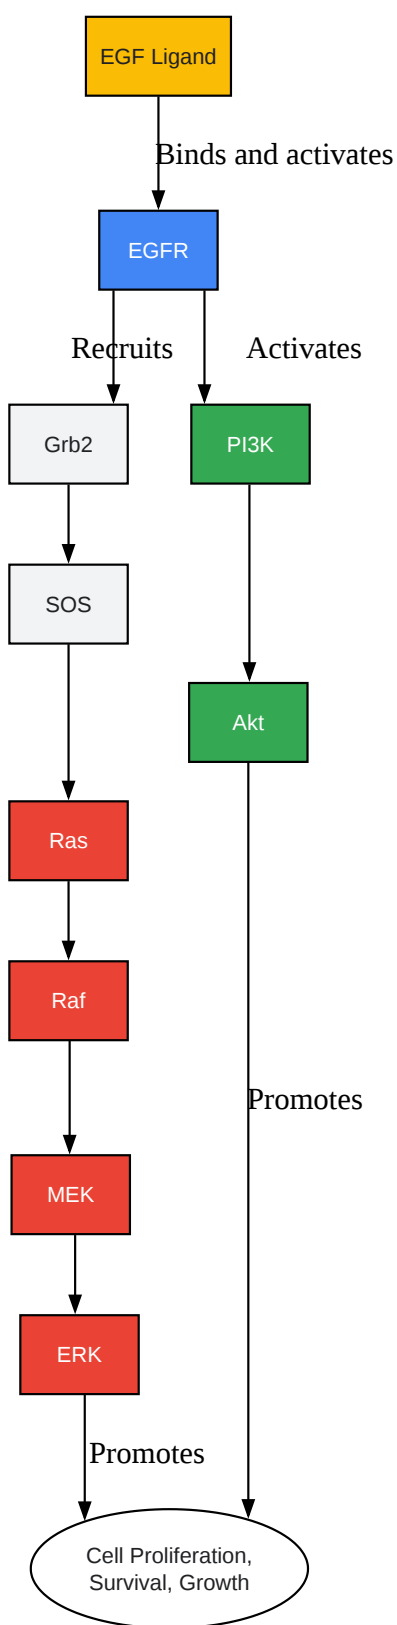 EGF Ligand
Binds and activates
EGFR
Recruits
Activates
Grb2
PI3K
SOS
Akt
Ras
Raf
Promotes
MEK
ERK
Promotes
Cell Proliferation,
Survival, Growth